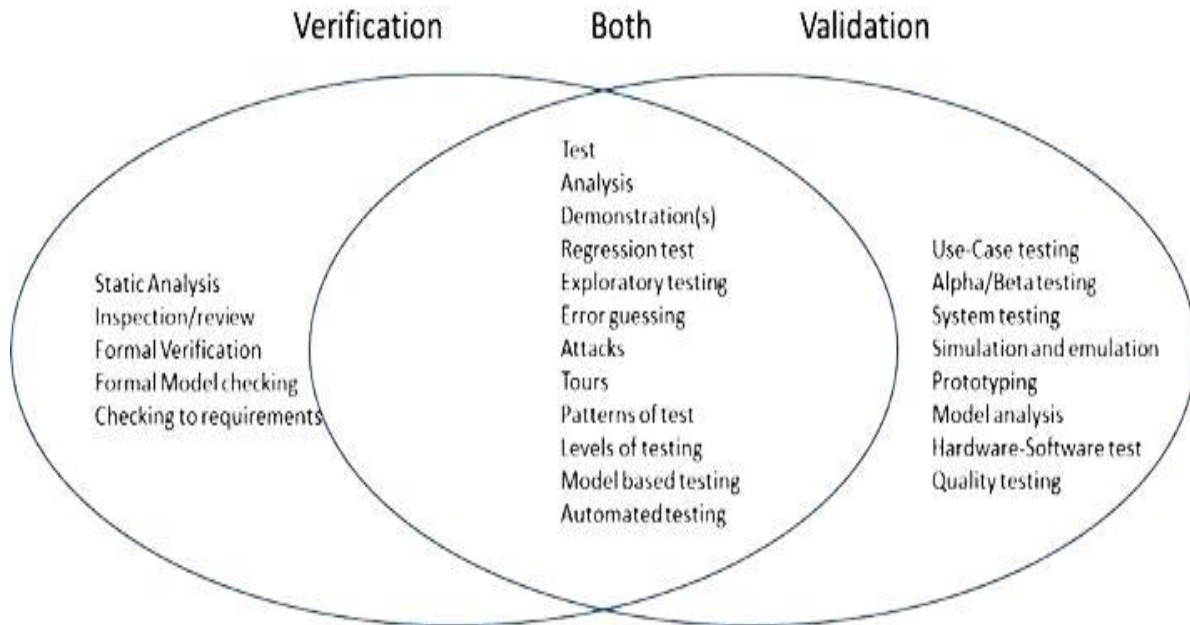 Verification Both Validation
Test
Analysis
Demonstration(s)
Regression test
Exploratory testing
Error guessing
Attacks
Tours
Patterns of test
Levels of testing
Model based testing
Automated testing
Static Analysis
Inspection/review
Formal Verification
Formal Model checking
Checking to requirements
Use-Case testing
Alpha/Beta testing
System testing
Simulation and emulation
Prototyping
Model analysis
Hardware-Software test
Quality testing